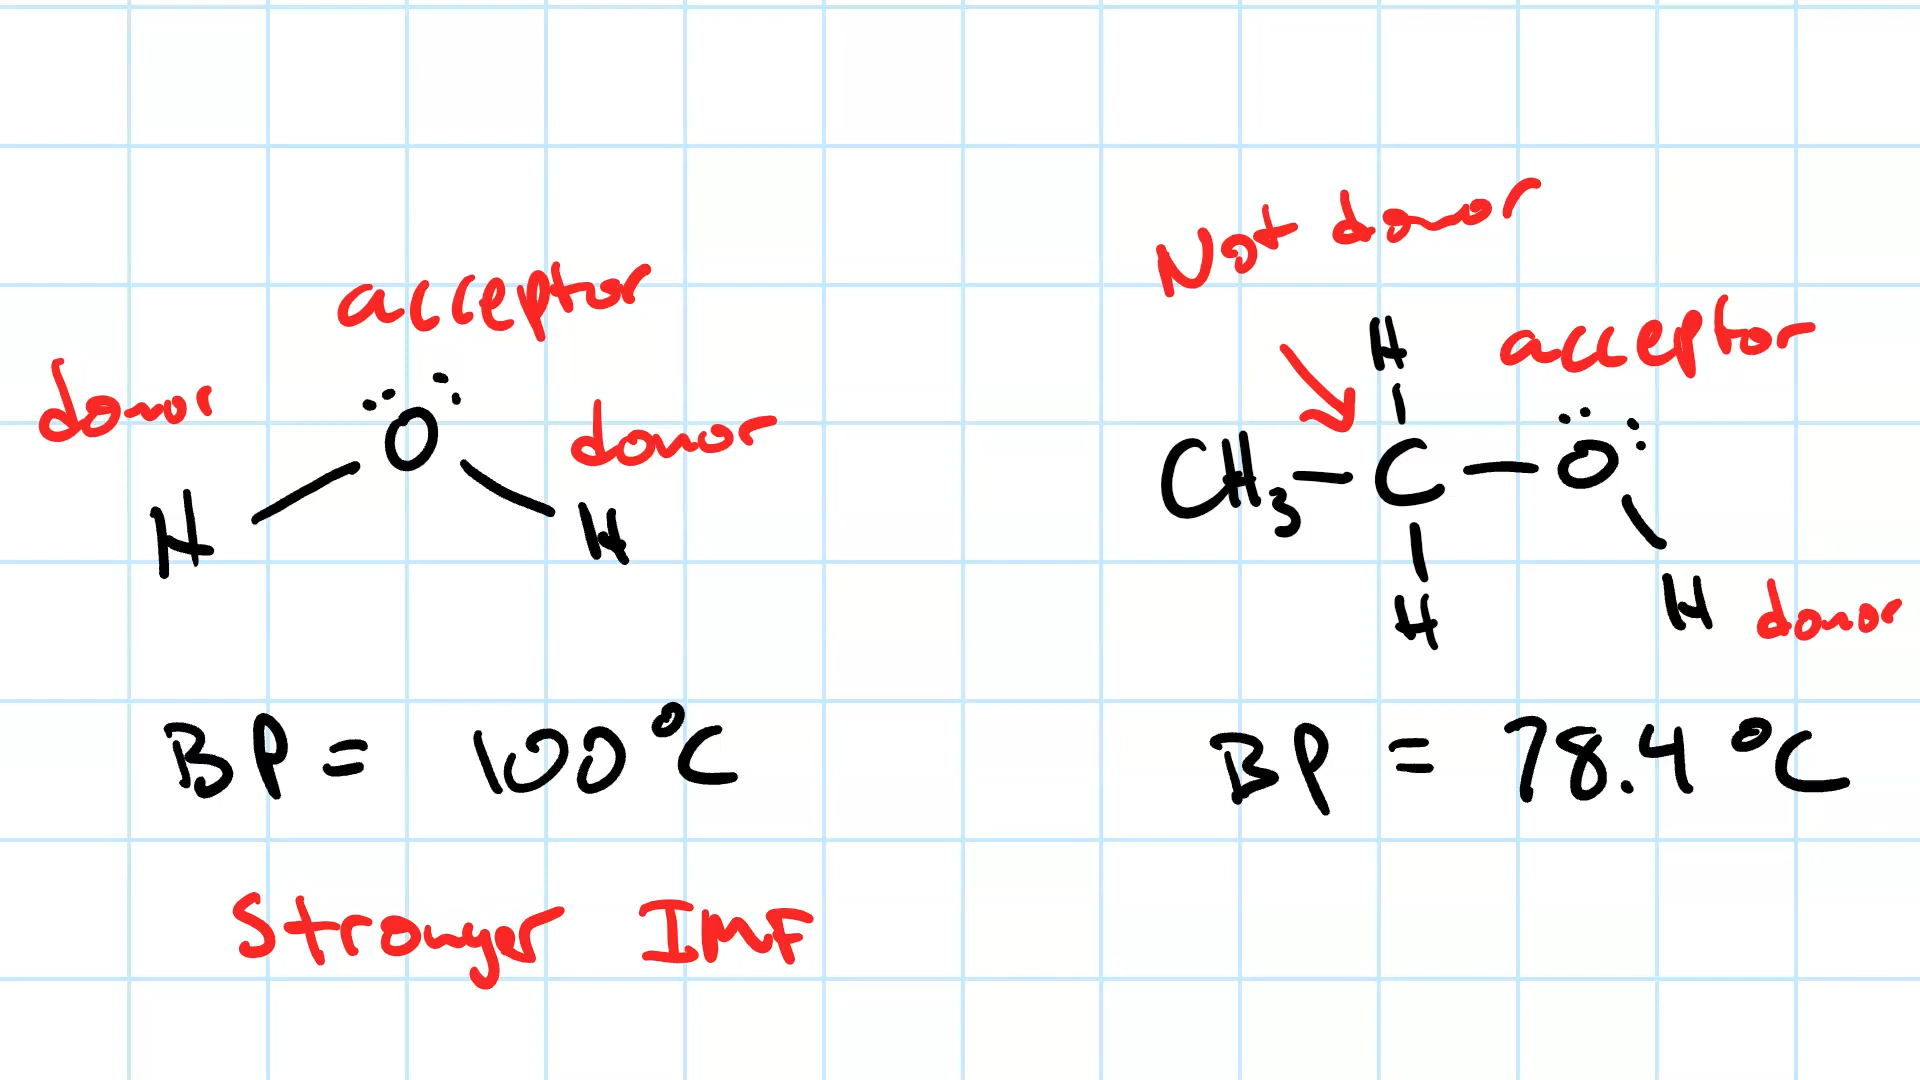 Not donor
acceptor
donor
O
donor
H
H
H
acceptor
CH3-C-O
H
H donor
BP = 100°C
BP = 78.4°C
Stronger IMF